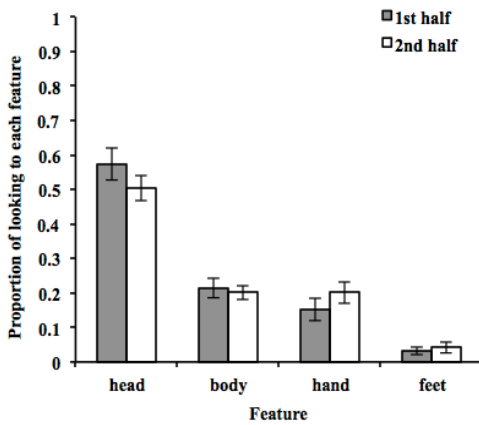 1st half
2nd half
Proportion of looking to each feature
1
0.9
0.8
0.7
0.6
0.5
0.4
0.3
0.2
0.1
0
head body hand feet
Feature